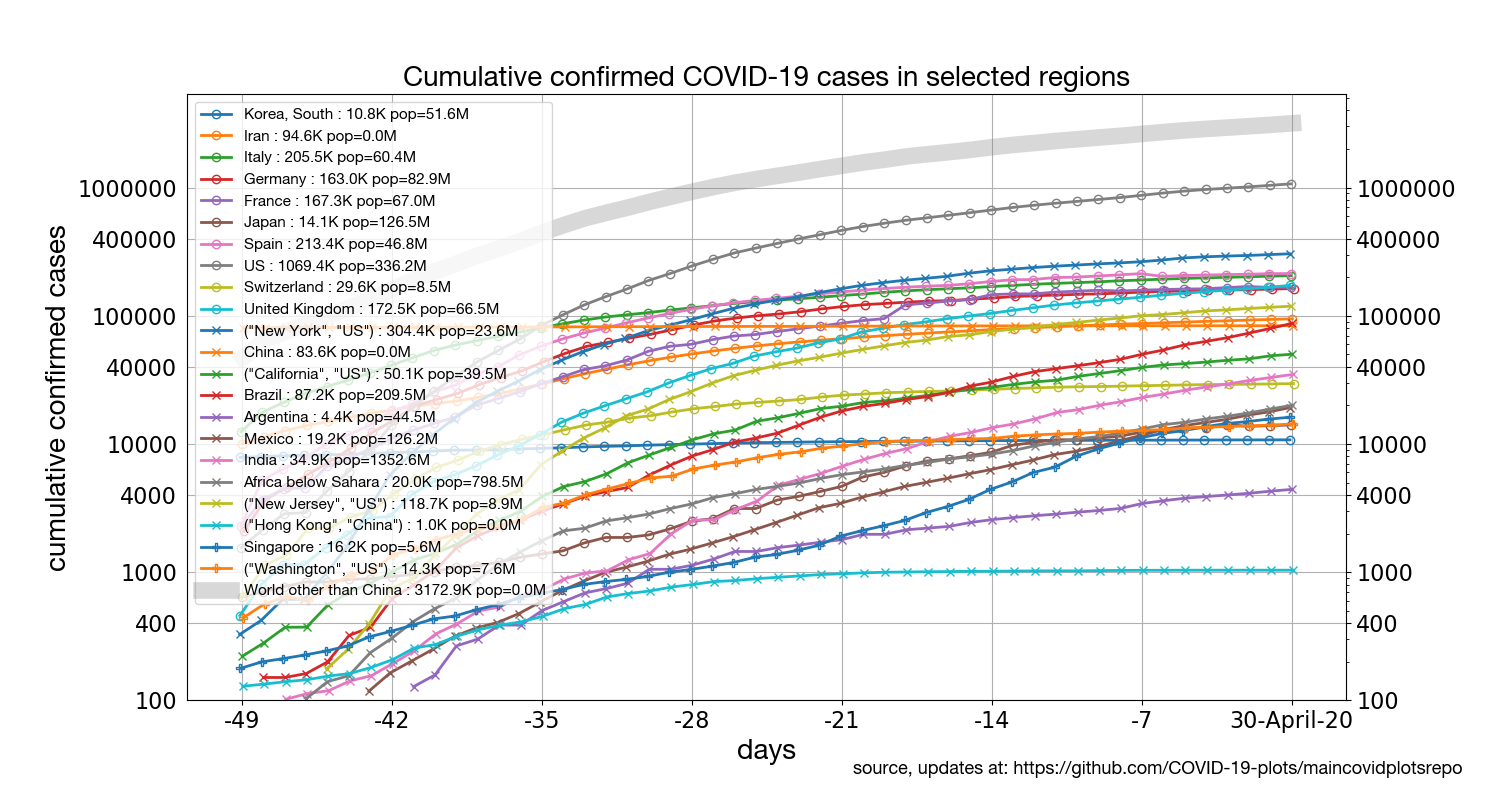 Cumulative confirmed COVID-19 cases in selected regions
Korea, South : 10.8K pop=51.6M
Iran : 94.6K pop=0.0M
Italy : 205.5K pop=60.4M
Germany : 163.0K pop=82.9M
France : 167.3K pop=67.0M
Japan : 14.1K pop=126.5M
Spain : 213.4K pop=46.8M
US : 1069.4K pop=336.2M
Switzerland : 29.6K pop=8.5M
United Kingdom : 172.5K pop=66.5M
("New York", "US") : 304.4K pop=23.6M
China : 83.6K pop=0.0M
("California", "US") : 50.1K pop=39.5M
Brazil : 87.2K pop=209.5M
Argentina : 4.4K pop=44.5M
Mexico : 19.2K pop=126.2M
India : 34.9K pop=1352.6M
Africa below Sahara : 20.0K pop=798.5M
("New Jersey", "US") : 118.7K pop=8.9M
("Hong Kong", "China") : 1.0K pop=0.0M
Singapore : 16.2K pop=5.6M
("Washington", "US") : 14.3K pop=7.6M
World other than China : 3172.9K pop=0.0M
cumulative confirmed cases
1000000
400000
100000
40000
10000
4000
1000
400
100
1000000
400000
100000
40000
10000
4000
1000
400
100
-49 -42 -35 -28 -21 -14 -7 30-April-20
days
source, updates at: https://github.com/COVID-19-plots/maincovidplotsrepo